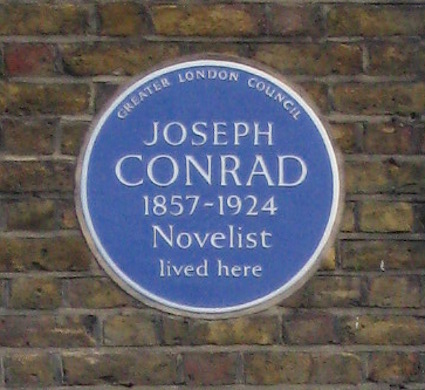 GREATER LONDON COUNCIL
JOSEPH
CONRAD
1857-1924
Novelist
lived here